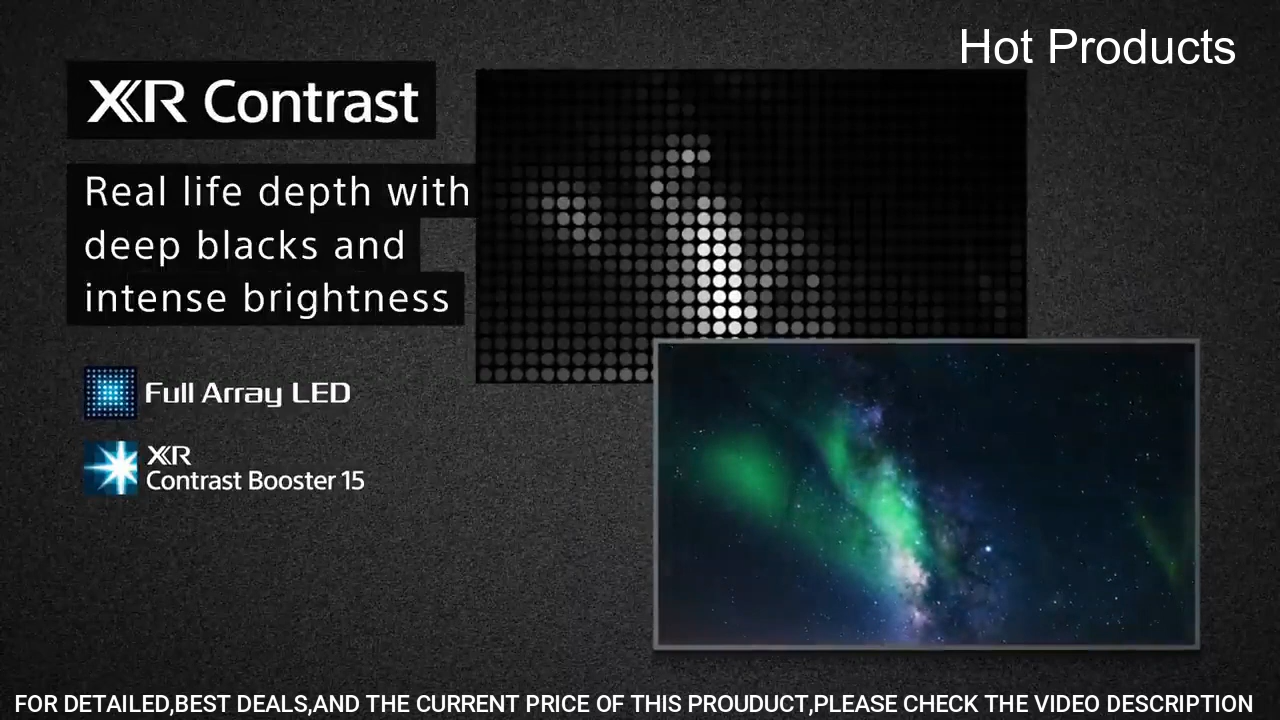 Hot Products
XR Contrast
Real life depth with
deep blacks and
intense brightness
Full Array LED
XR
Contrast Booster 15
FOR DETAILED,BEST DEALS,AND THE CURRENT PRICE OF THIS PROUDUCT,PLEASE CHECK THE VIDEO DESCRIPTION